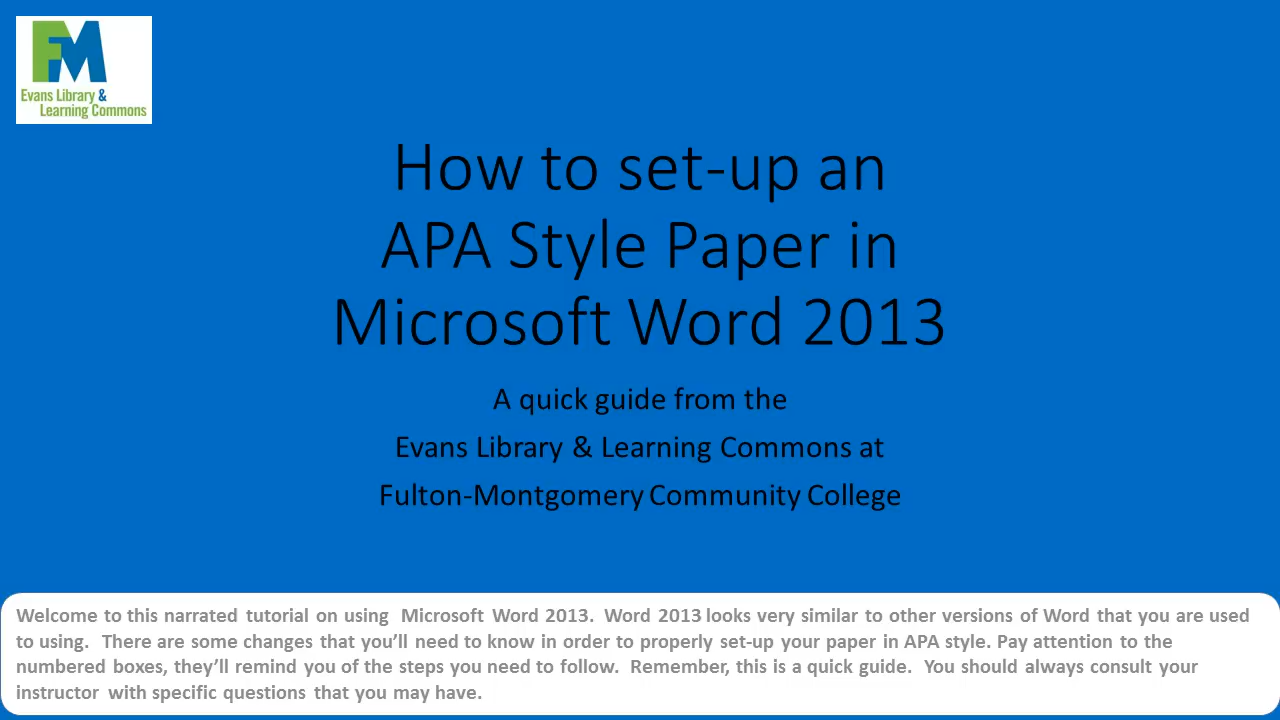 FM
Evans Library &
Learning Commons
How to set-up an
APA Style Paper in
Microsoft Word 2013
A quick guide from the
Evans Library & Learning Commons at
Fulton-Montgomery Community College
Welcome to this narrated tutorial on using Microsoft Word 2013. Word 2013 looks very similar to other versions of Word that you are used
to using. There are some changes that you’ll need to know in order to properly set-up your paper in APA style. Pay attention to the
numbered boxes, they’ll remind you of the steps you need to follow. Remember, this is a quick guide. You should always consult your
instructor with specific questions that you may have.